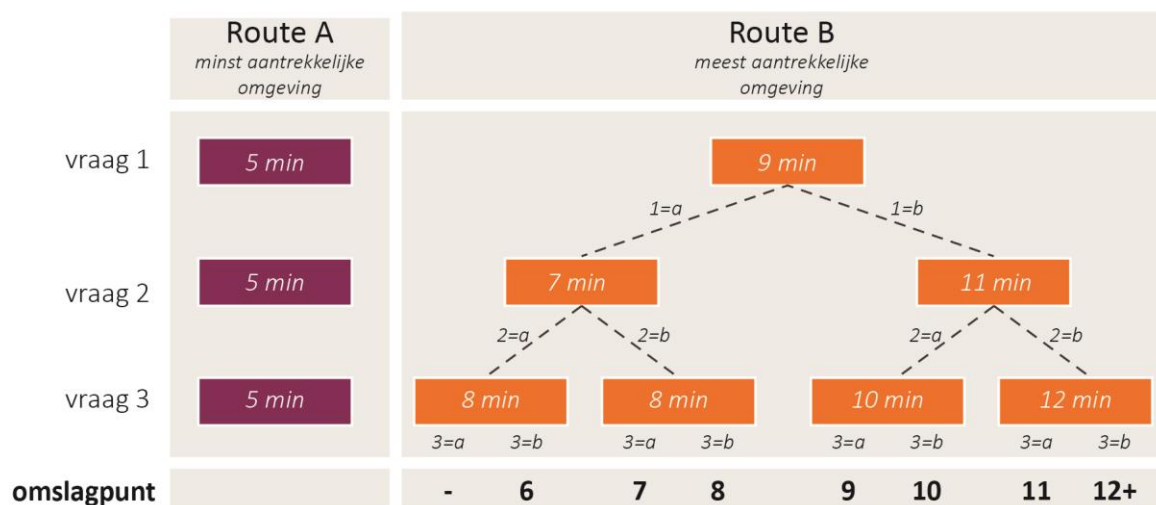 Route A
minst aantrekkelijke
omgeving
Route B
meest aantrekkelijke
omgeving
vraag 1
5 min
9 min
1=a
1=b
vraag 2
5 min
7 min
11 min
2=a
2=b
2=a
2=b
vraag 3
5 min
8 min
8 min
10 min
12 min
3=a
3=b
3=a
3=b
3=a
3=b
3=a
3=b
omslagpunt
-
6
7
8
9
10
11
12+